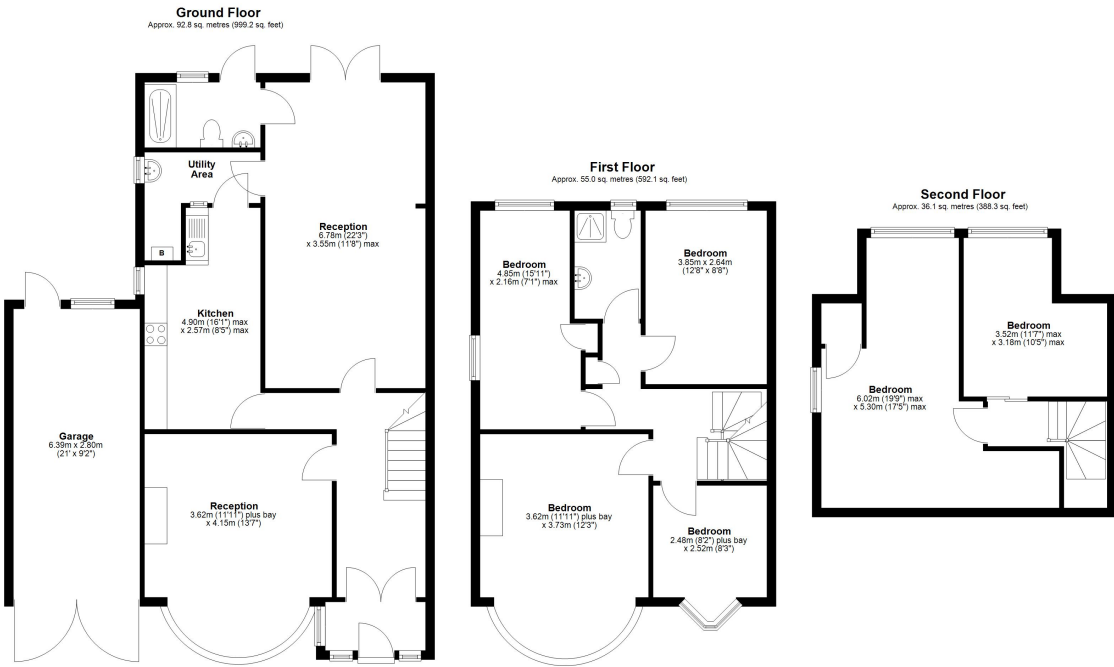 Ground Floor
Approx. 92.8 sq. metres (999.2 sq. feet)
Utility
Area
Reception
6.78m (22'3")
x 3.55m (11'8") max
B
Kitchen
4.90m (16'1") max
x 2.57m (8'5") max
Garage
6.39m x 2.80m
(21' x 9'2")
Reception
3.62m (11'11") plus bay
x 4.15m (13'7")
First Floor
Approx. 55.0 sq. metres (592.1 sq. feet)
Bedroom
4.85m (15'11")
x 2.16m (7'1") max
Bedroom
3.85m x 2.64m
(12'8" x 8'8")
Bedroom
3.62m (11'11") plus bay
x 3.73m (12'3")
Bedroom
2.48m (8'2") plus bay
x 2.52m (8'3")
Second Floor
Approx. 36.1 sq. metres (388.3 sq. feet)
Bedroom
3.52m (11'7") max
x 3.18m (10'5") max
Bedroom
6.02m (19'9") max
x 5.30m (17'5") max